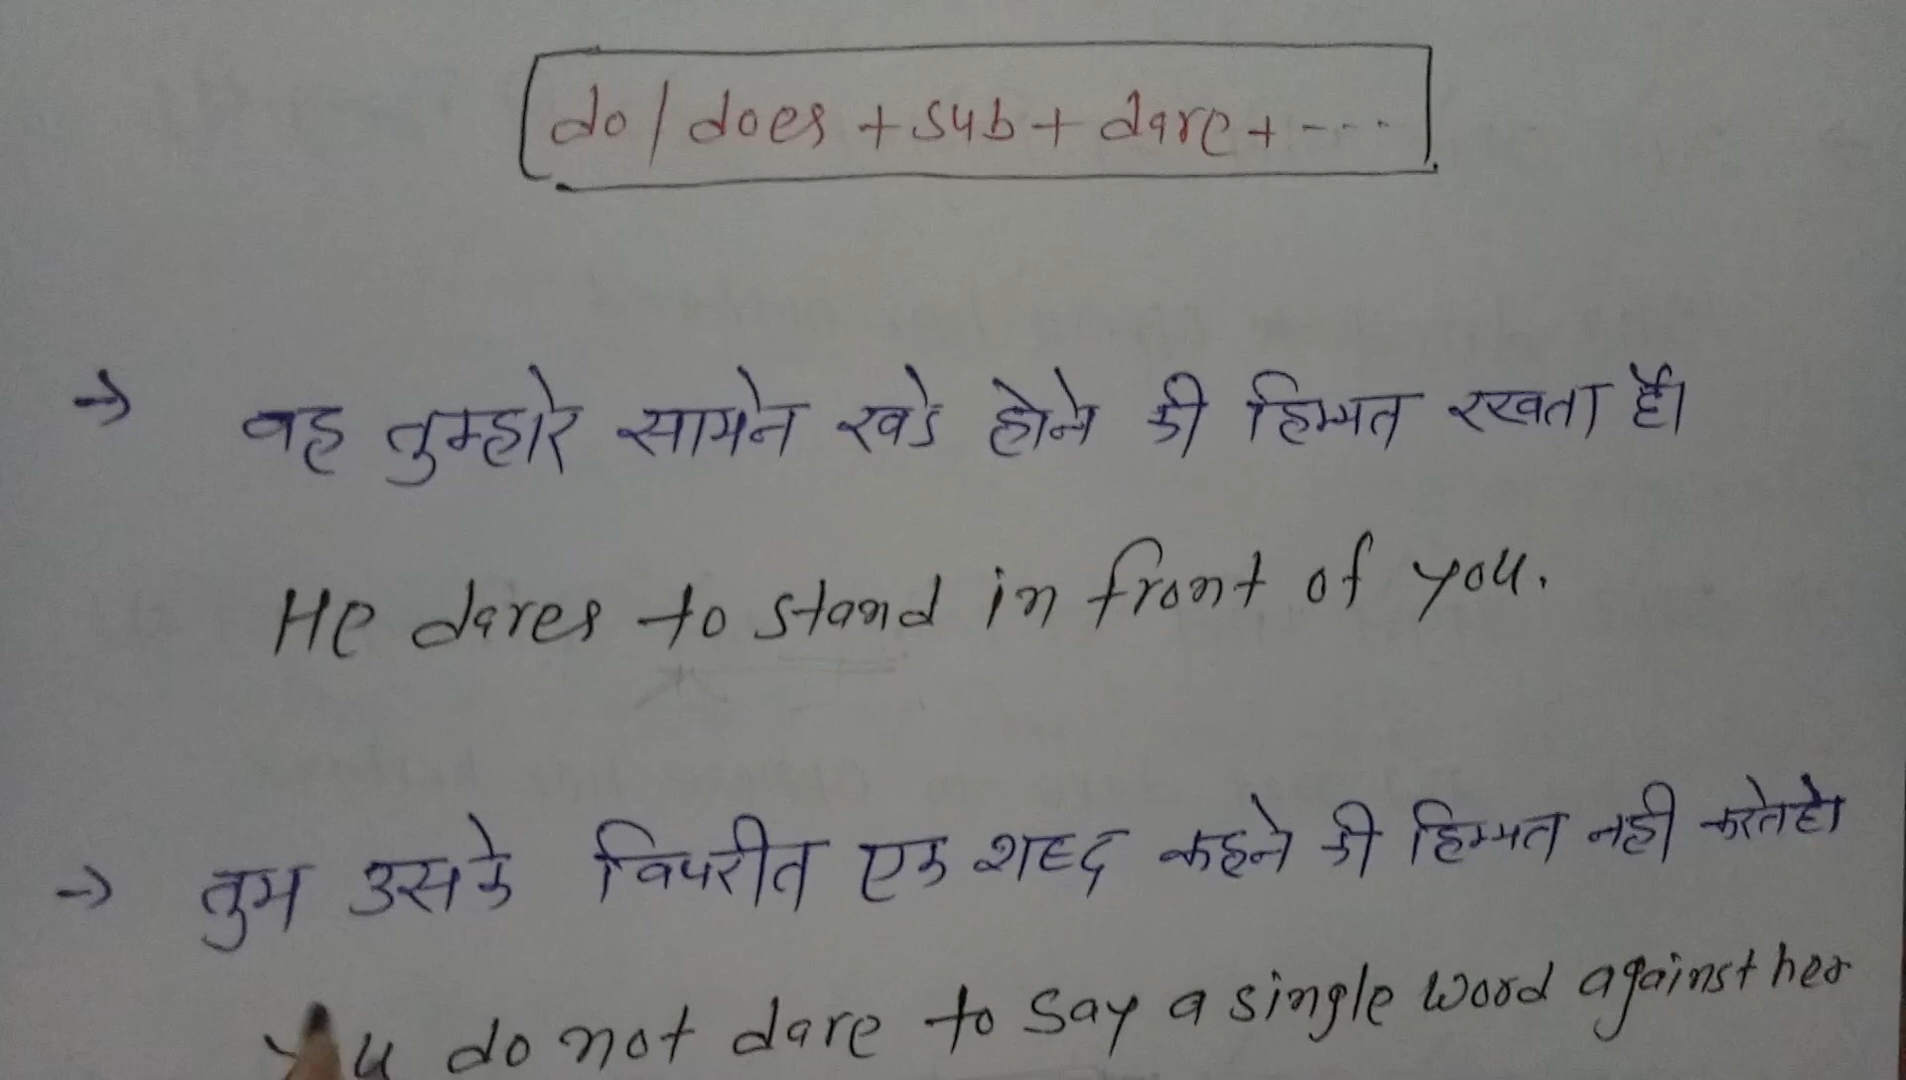 do / does + sub + dare + ----
→ वह तुम्हारे सामने खडे होने की हिम्मत रखता है।
He dares to stand in front of you.
→ तुम उसके विपरीत एक शब्द कहने की हिम्मत नही करते हो।
You do not dare to say a single word against her